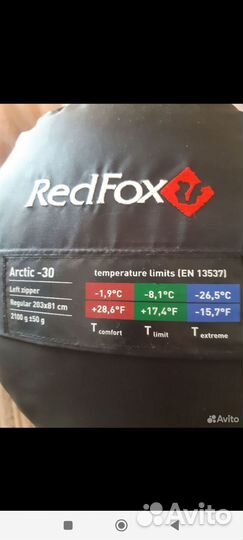 RedFox
Arctic -30
temperature limits (EN 13537)
Left zipper
-1,9°C -8,1°C -26,5°C
Regular 203x81 cm
+28,6°F +17,4°F -15,7°F
2100 g ±50 g
T comfort T limit T extreme
Avito
Avito